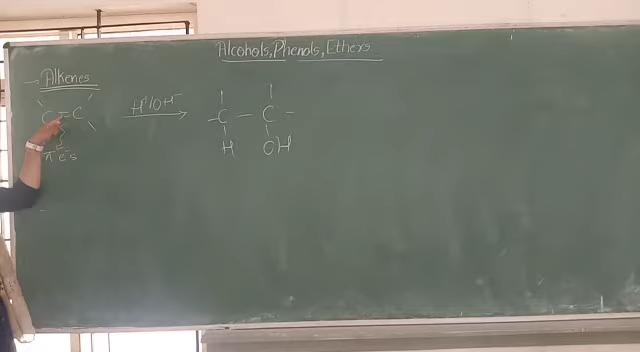 Alcohols, Phenols, Ethers
→ Alkenes
C=C H⁺/OH⁻ → -C-C-
H OH
π e⁻s